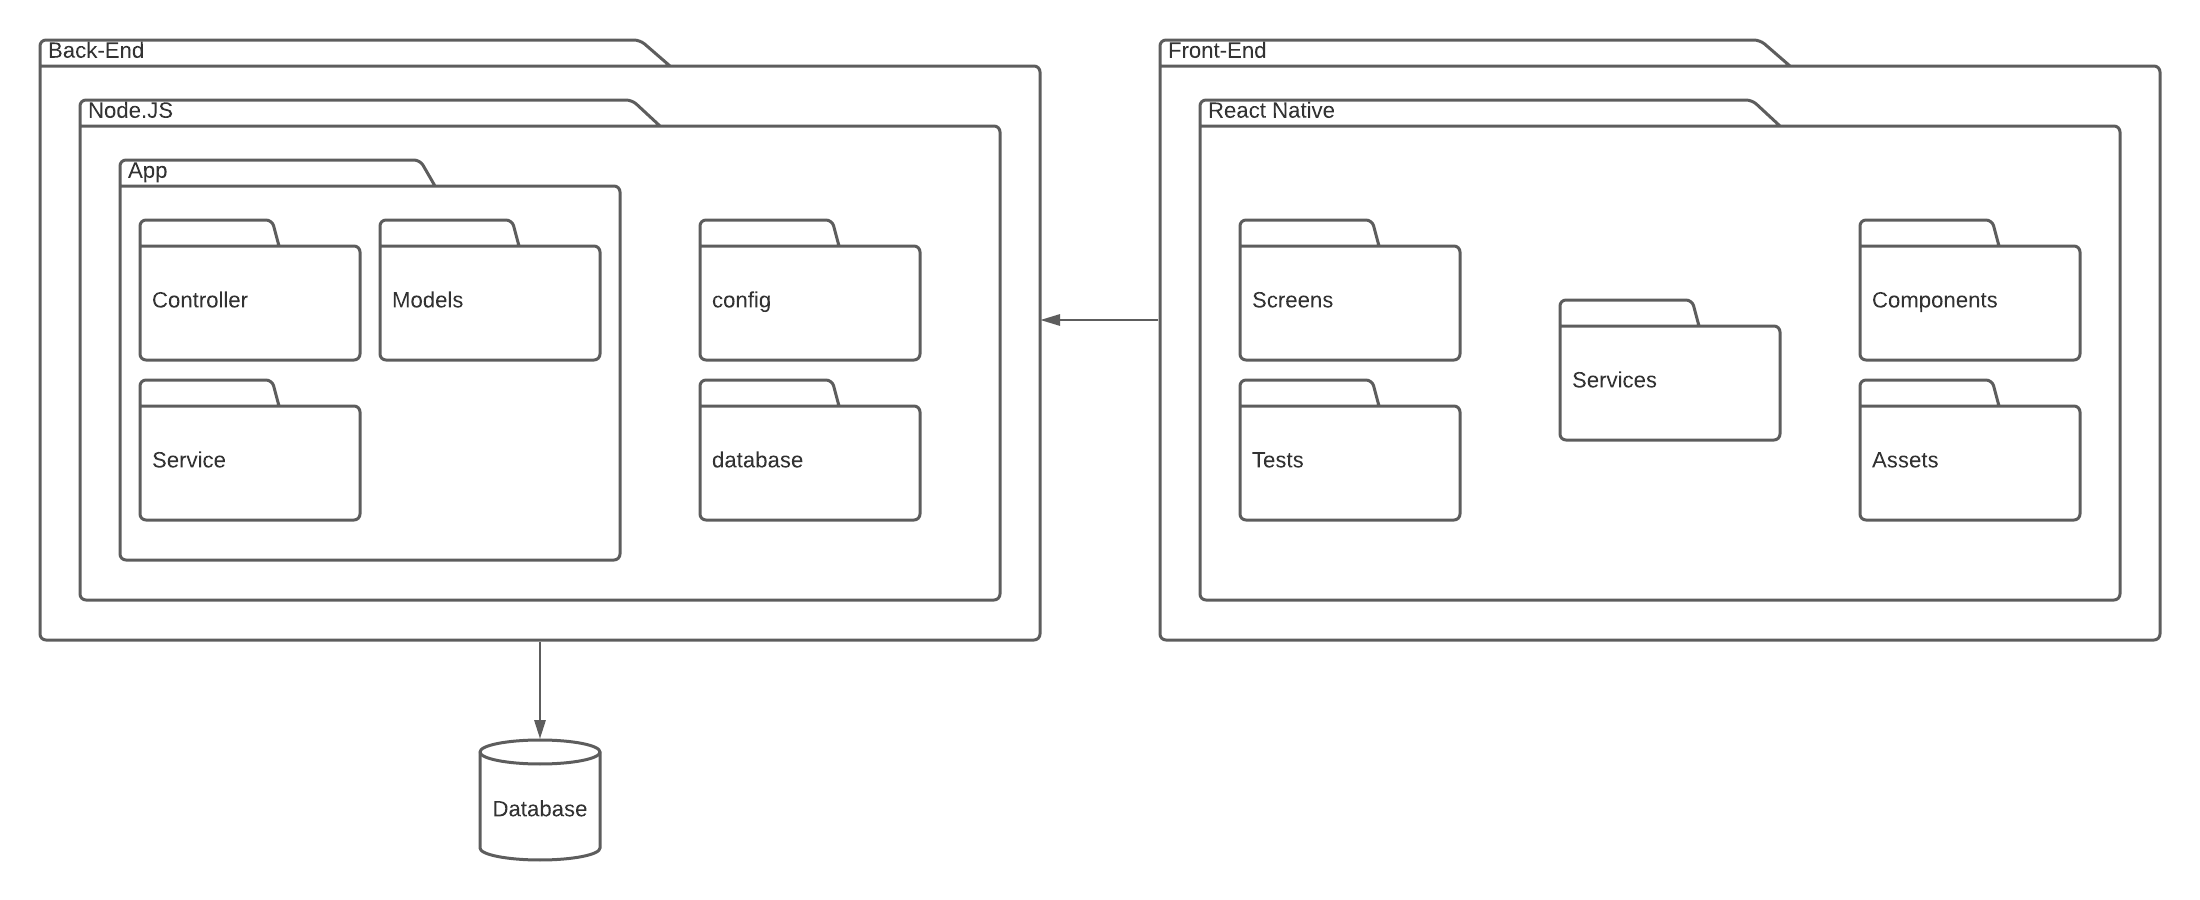 Back-End
Node.JS
App
Controller
Models
Service
config
database
Front-End
React Native
Screens
Tests
Services
Components
Assets
Database